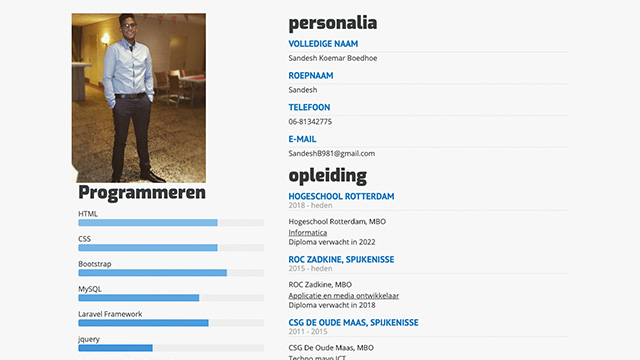 Programmeren
HTML
CSS
Bootstrap
MySQL
Laravel Framework
jquery
personalia
VOLLEDIGE NAAM
Sandesh Koemar Boedhoe
ROEPNAAM
Sandesh
TELEFOON
06-81342775
E-MAIL
SandeshB981@gmail.com
opleiding
HOGESCHOOL ROTTERDAM
2018 - heden
Hogeschool Rotterdam, MBO
Informatica
Diploma verwacht in 2022
ROC ZADKINE, SPIJKENISSE
2015 - heden
ROC Zadkine, MBO
Applicatie en media ontwikkelaar
Diploma verwacht in 2018
CSG DE OUDE MAAS, SPIJKENISSE
2011 - 2015
CSG De Oude Maas, MBO
Techno mavo ICT